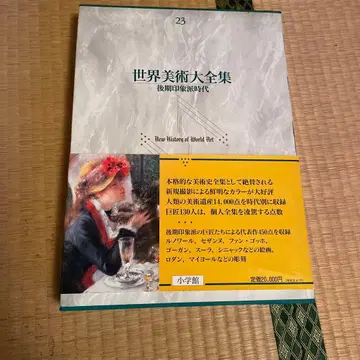 23
世界美術大全集
後期印象派時代
New History of World Art
本格的な美術史全集として絶賛される
新規撮影による鮮明なカラーが大好評
人類の美術遺産14,000点を時代別に収録
巨匠130人は、個人全集を凌駕する点数
後期印象派の巨匠たちによる代表作450点を収録
ルノワール、セザンヌ、ファン・ゴッホ、
ゴーガン、スーラ、シニャックなどの絵画、
ロダン、マイヨールなどの彫刻
小学館
定価20,000円